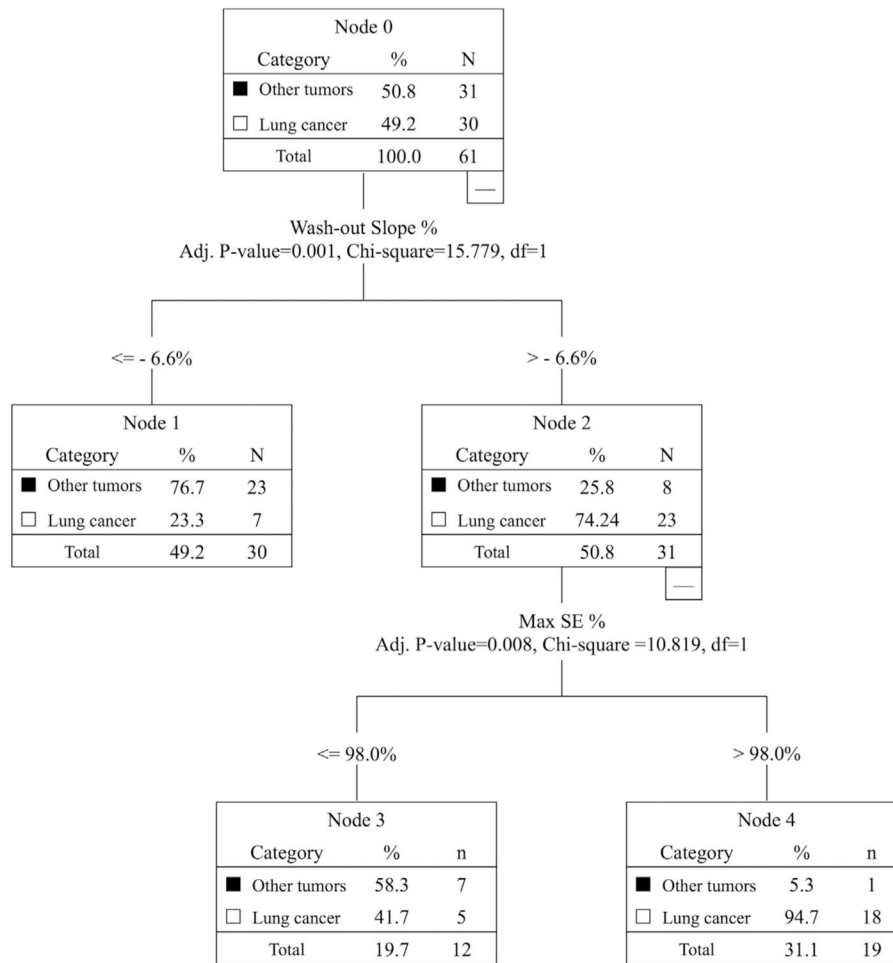 Node 0
Category % N
Other tumors 50.8 31
Lung cancer 49.2 30
Total 100.0 61
Wash-out Slope %
Adj. P-value=0.001, Chi-square=15.779, df=1
<= - 6.6%
> - 6.6%
Node 1
Category % N
Other tumors 76.7 23
Lung cancer 23.3 7
Total 49.2 30
Node 2
Category % N
Other tumors 25.8 8
Lung cancer 74.24 23
Total 50.8 31
Max SE %
Adj. P-value=0.008, Chi-square =10.819, df=1
<= 98.0%
> 98.0%
Node 3
Category % n
Other tumors 58.3 7
Lung cancer 41.7 5
Total 19.7 12
Node 4
Category % n
Other tumors 5.3 1
Lung cancer 94.7 18
Total 31.1 19